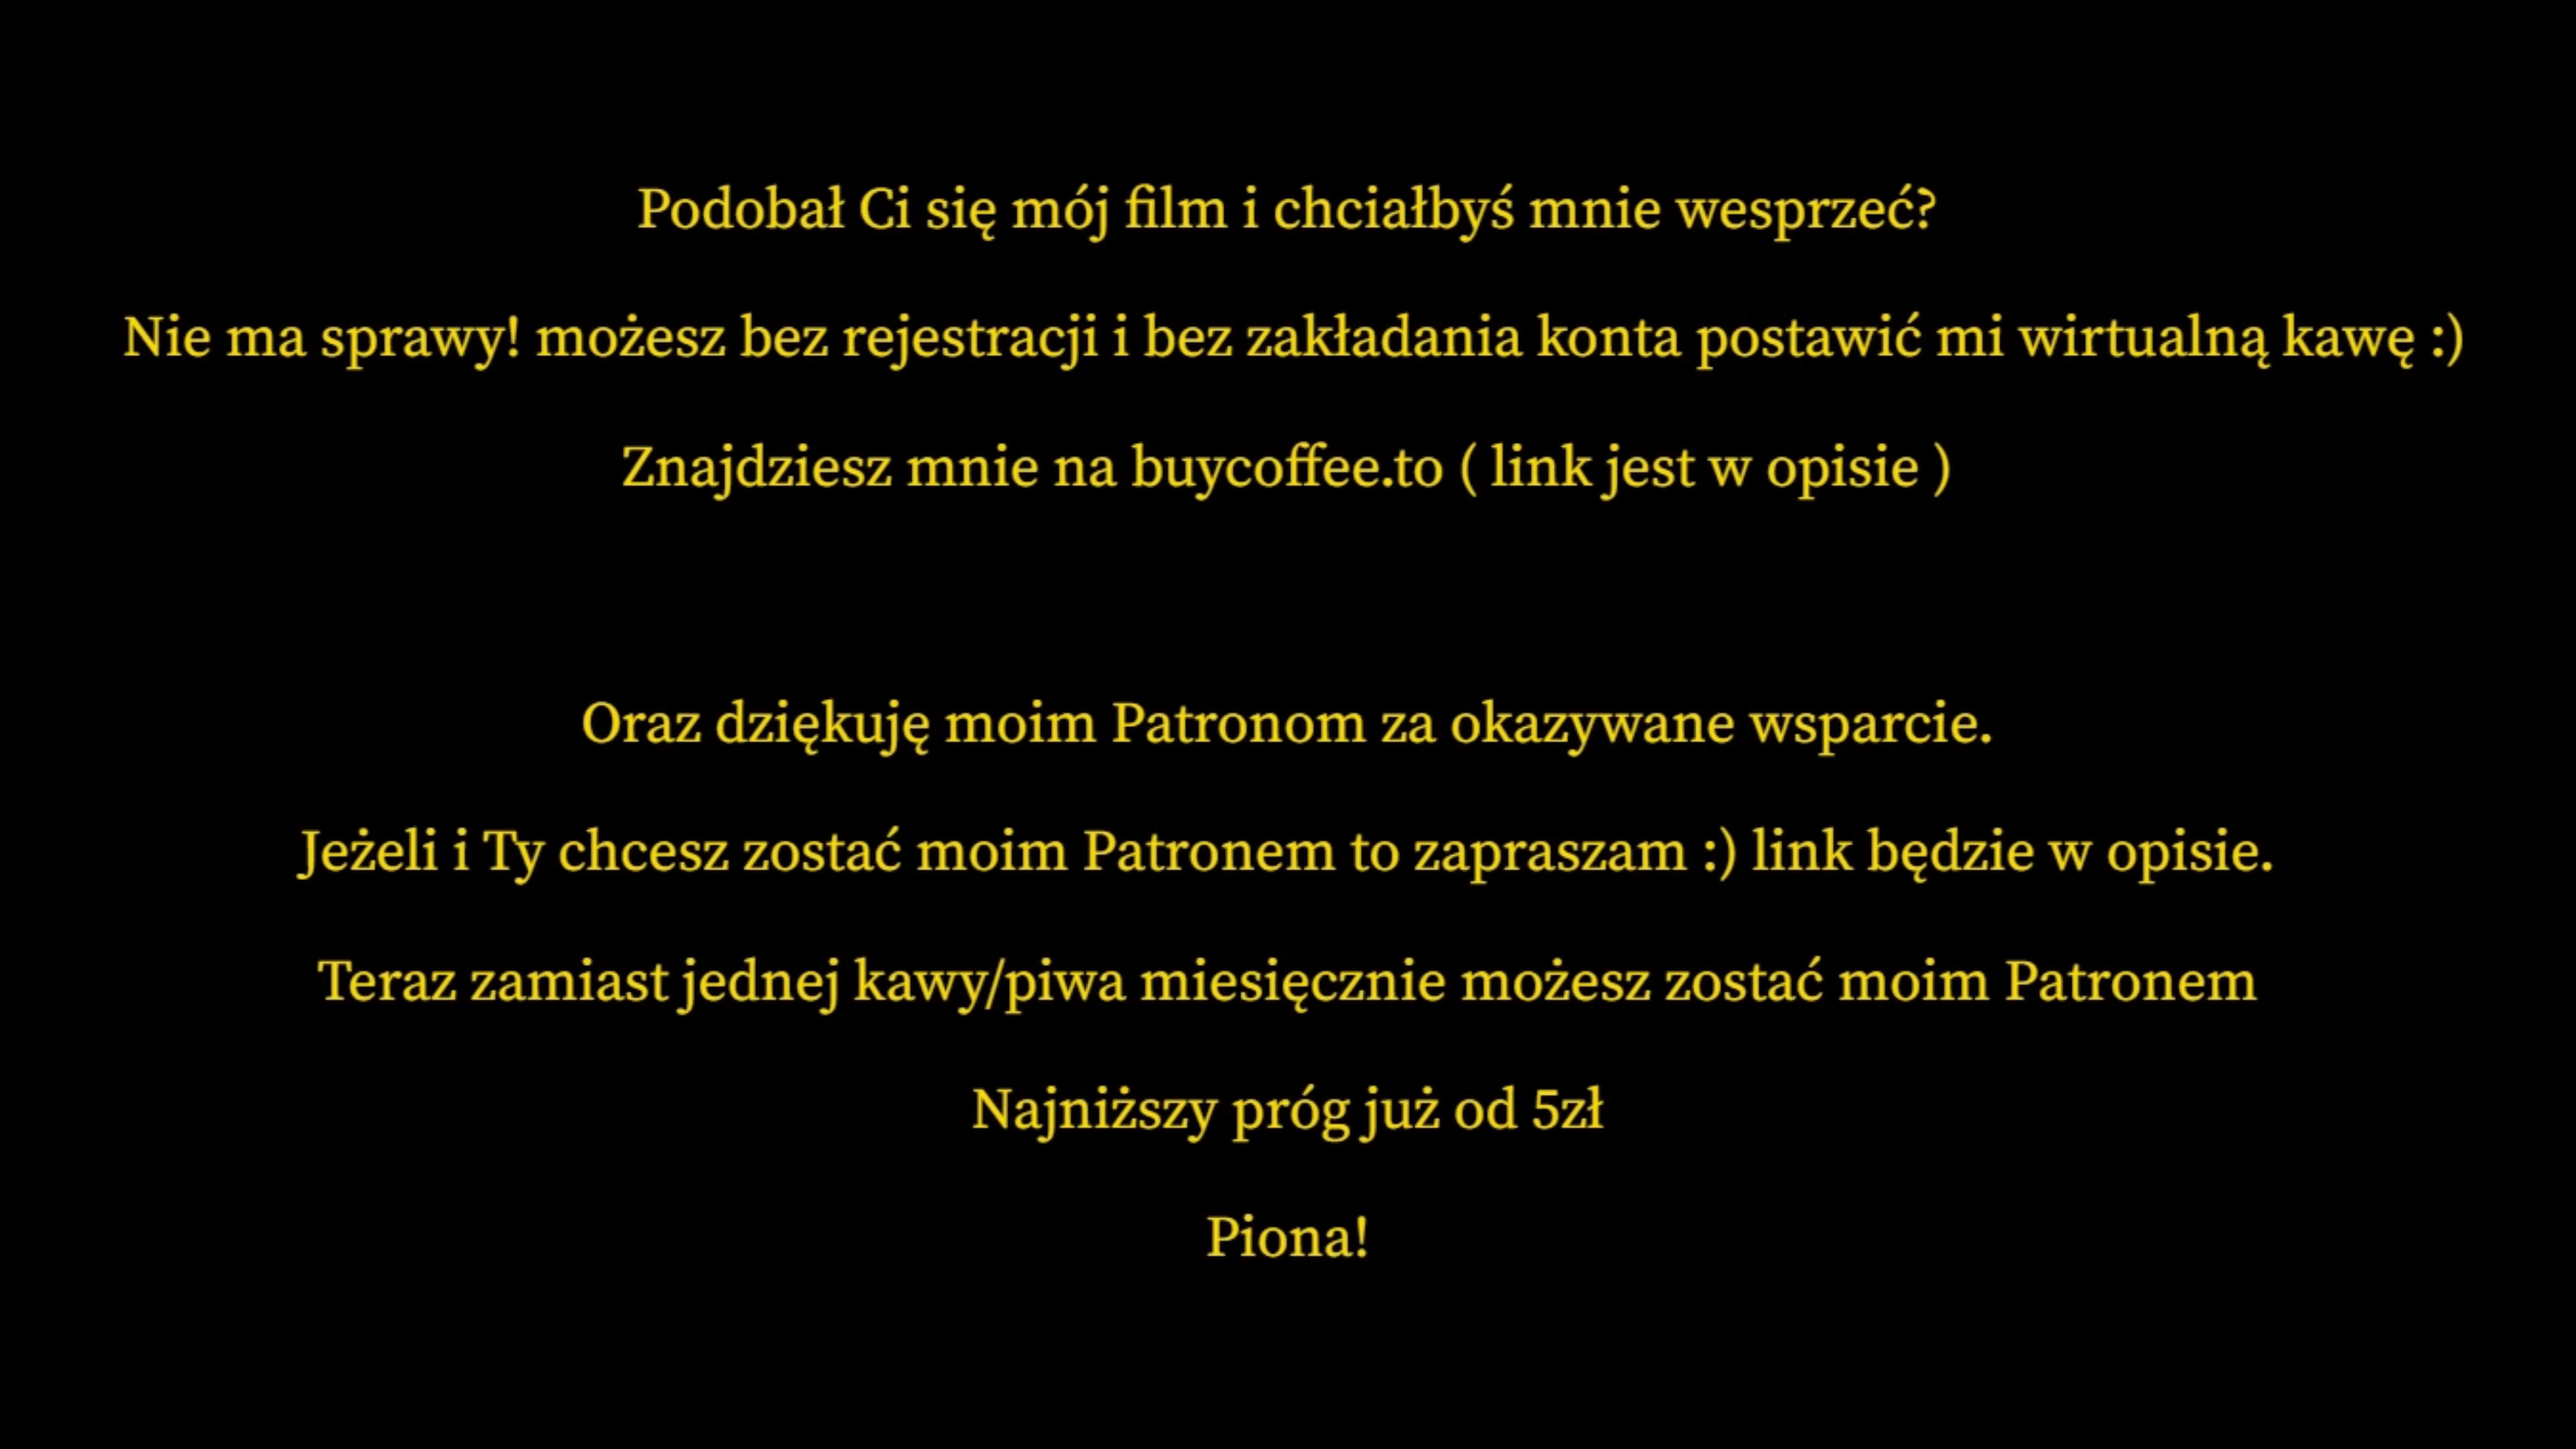 Podobał Ci się mój film i chciałbyś mnie wesprzeć?
Nie ma sprawy! możesz bez rejestracji i bez zakładania konta postawić mi wirtualną kawę :)
Znajdziesz mnie na buycoffee.to ( link jest w opisie )
Oraz dziękuję moim Patronom za okazywane wsparcie.
Jeżeli i Ty chcesz zostać moim Patronem to zapraszam :) link będzie w opisie.
Teraz zamiast jednej kawy/piwa miesięcznie możesz zostać moim Patronem
Najniższy próg już od 5zł
Piona!